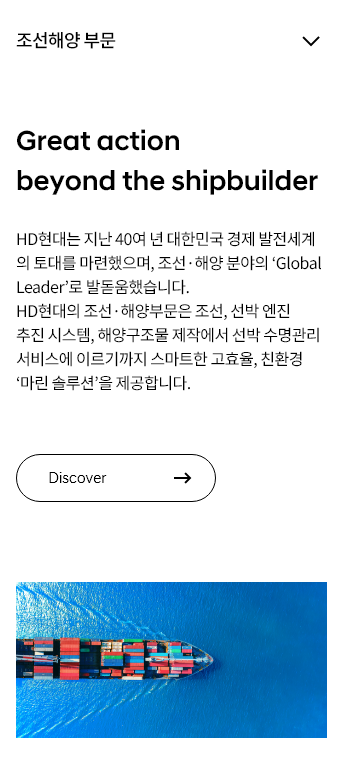 조선해양 부문
Great action
beyond the shipbuilder
HD현대는 지난 40여 년 대한민국 경제 발전세계
의 토대를 마련했으며, 조선·해양 분야의 ‘Global
Leader’로 발돋움했습니다.
HD현대의 조선·해양부문은 조선, 선박 엔진
추진 시스템, 해양구조물 제작에서 선박 수명관리
서비스에 이르기까지 스마트한 고효율, 친환경
‘마린 솔루션’을 제공합니다.
Discover